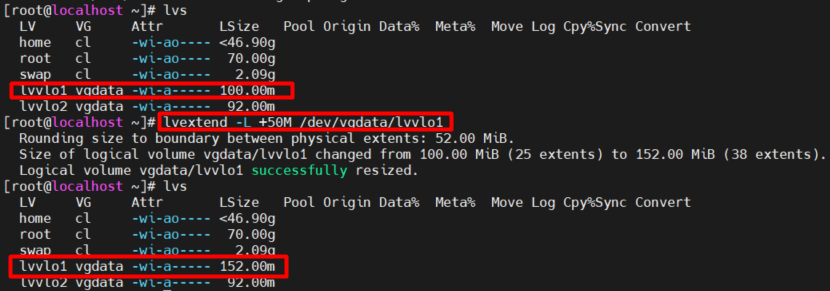 [root@localhost ~]# lvs
LV VG Attr LSize Pool Origin Data% Meta% Move Log Cpy%Sync Convert
home cl -wi-ao---- <46.90g
root cl -wi-ao---- 70.00g
swap cl -wi-ao---- 2.09g
lvvlo1 vgdata -wi-a----- 100.00m
lvvlo2 vgdata -wi-a----- 92.00m
[root@localhost ~]# lvextend -L +50M /dev/vgdata/lvvlo1
Rounding size to boundary between physical extents: 52.00 MiB.
Size of logical volume vgdata/lvvlo1 changed from 100.00 MiB (25 extents) to 152.00 MiB (38 extents).
Logical volume vgdata/lvvlo1 successfully resized.
[root@localhost ~]# lvs
LV VG Attr LSize Pool Origin Data% Meta% Move Log Cpy%Sync Convert
home cl -wi-ao---- <46.90g
root cl -wi-ao---- 70.00g
swap cl -wi-ao---- 2.09g
lvvlo1 vgdata -wi-a----- 152.00m
lvvlo2 vgdata -wi-a----- 92.00m